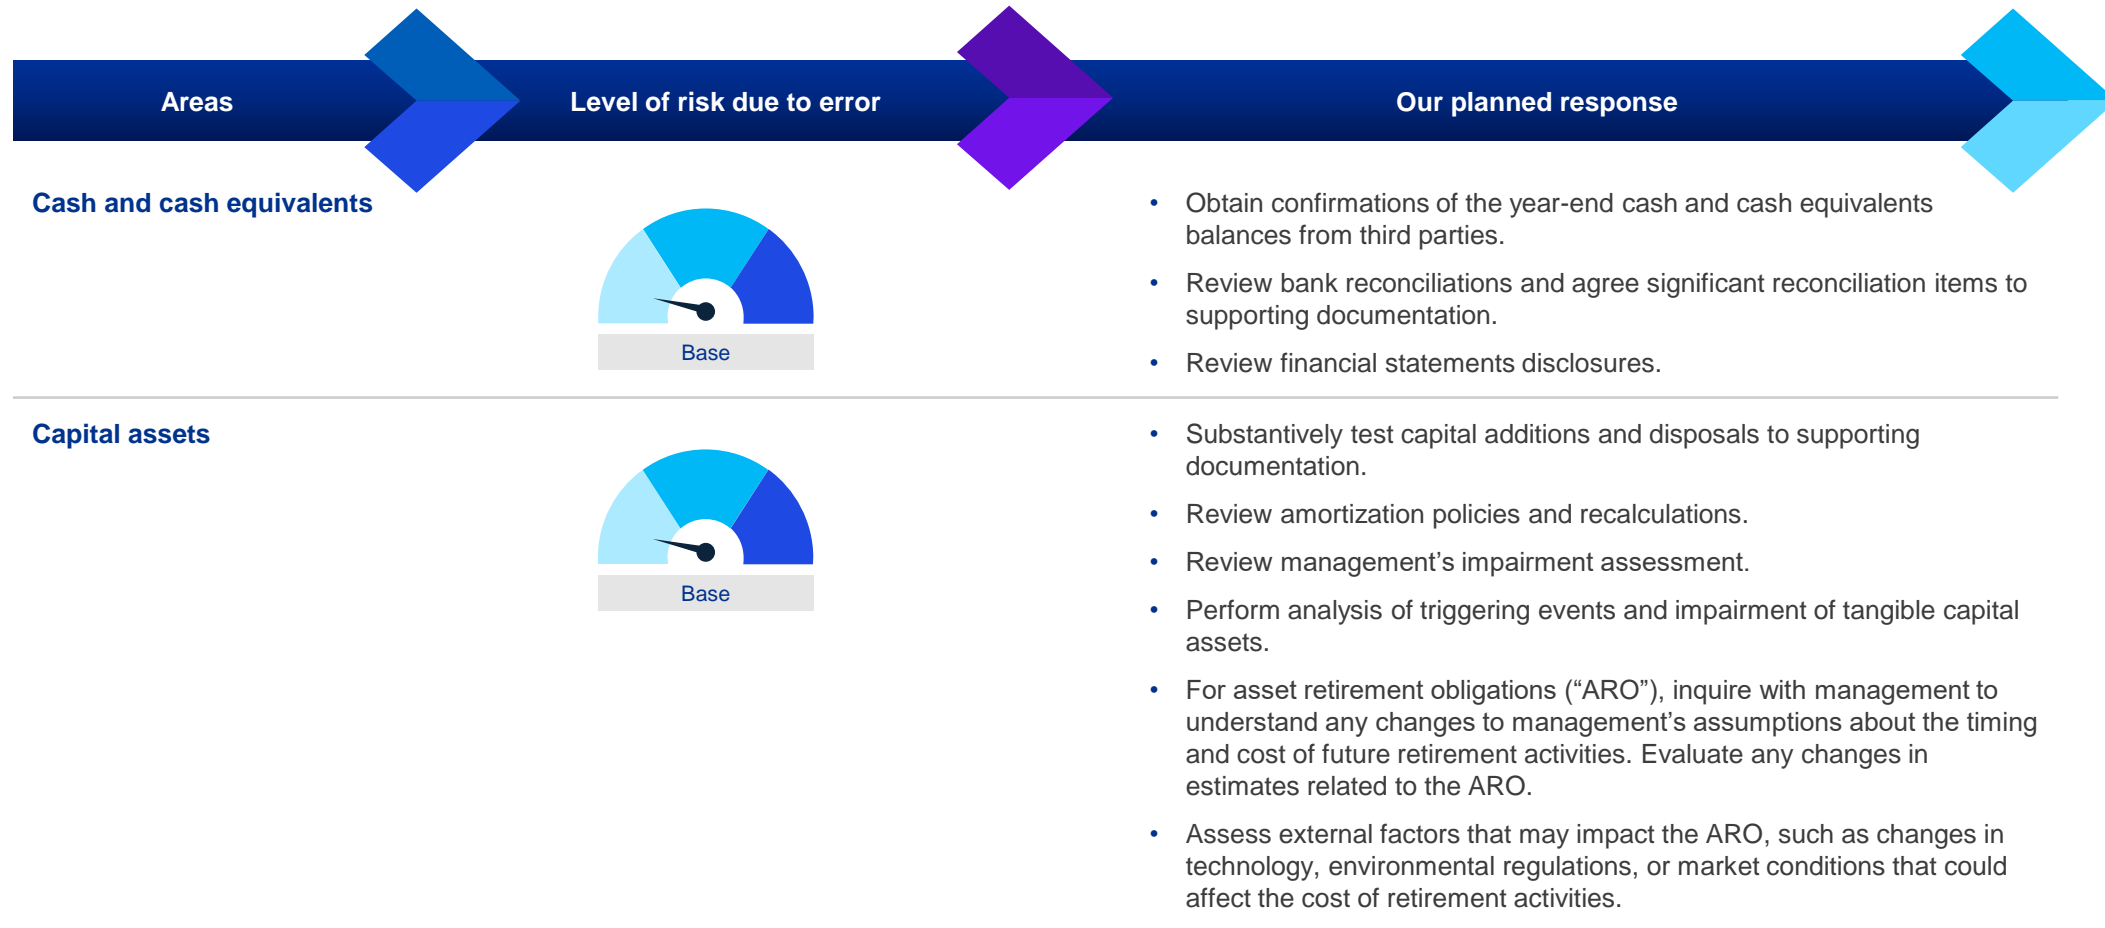 Areas
Level of risk due to error
Our planned response
Cash and cash equivalents
Base
• Obtain confirmations of the year-end cash and cash equivalents
balances from third parties.
• Review bank reconciliations and agree significant reconciliation items to
supporting documentation.
• Review financial statements disclosures.
Capital assets
Base
• Substantively test capital additions and disposals to supporting
documentation.
• Review amortization policies and recalculations.
• Review management’s impairment assessment.
• Perform analysis of triggering events and impairment of tangible capital
assets.
• For asset retirement obligations (“ARO”), inquire with management to
understand any changes to management’s assumptions about the timing
and cost of future retirement activities. Evaluate any changes in
estimates related to the ARO.
• Assess external factors that may impact the ARO, such as changes in
technology, environmental regulations, or market conditions that could
affect the cost of retirement activities.